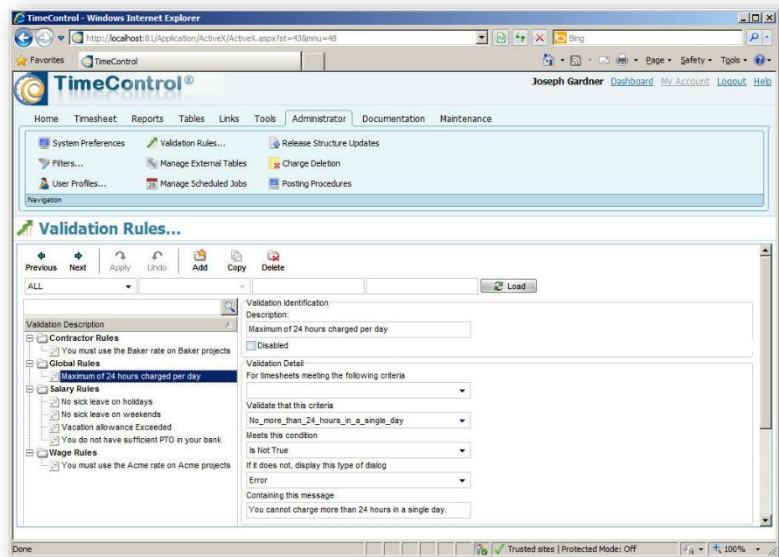 TimeControl - Windows Internet Explorer
http://localhost:81/Application/ActiveX/ActiveX.aspx?st=43&mnu=48
Bing
Favorites TimeControl Page Safety Tools
TimeControl® Joseph Gardner Dashboard My Account Logout Help
Home Timesheet Reports Tables Links Tools Administrator Documentation Maintenance
System Preferences Validation Rules... Release Structure Updates
Filters... Manage External Tables Charge Deletion
User Profiles... Manage Scheduled Jobs Posting Procedures
Navigation
Validation Rules...
Previous Next Apply Undo Add Copy Delete
ALL Load
Validation Description
Contractor Rules
You must use the Baker rate on Baker projects
Global Rules
Maximum of 24 hours charged per day
Salary Rules
No sick leave on holidays
No sick leave on weekends
Vacation allowance Exceeded
You do not have sufficient PTO in your bank
Wage Rules
You must use the Acme rate on Acme projects
Validation Identification
Description:
Maximum of 24 hours charged per day
Disabled
Validation Detail
For timesheets meeting the following criteria
Validate that this criteria
No_more_than_24_hours_in_a_single_day
Meets this condition
Is Not True
If it does not, display this type of dialog
Error
Containing this message
You cannot charge more than 24 hours in a single day.
Done Trusted sites | Protected Mode: Off 100%